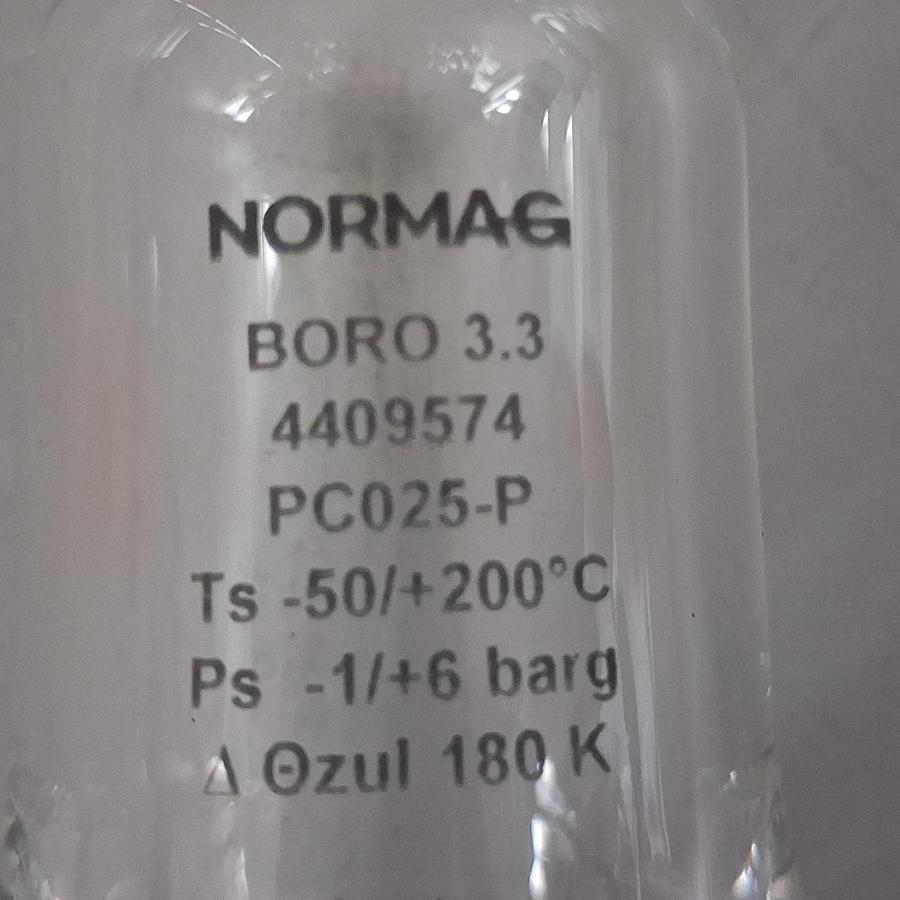 NORMAG
BORO 3.3
4409574
PC025-P
Ts -50/+200°C
Ps -1/+6 barg
Δ Θzul 180 K